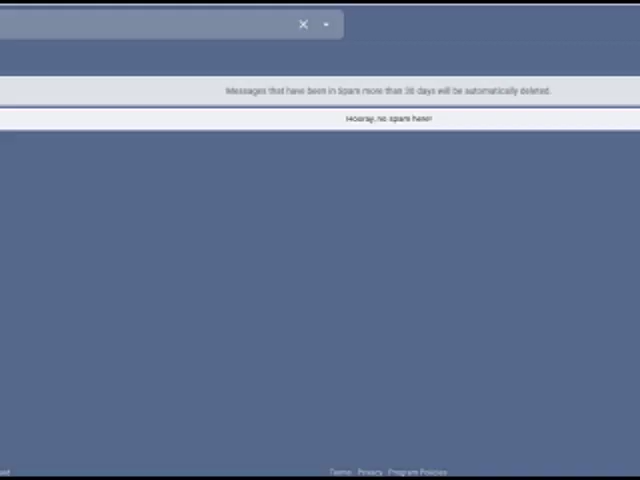 Messages that have been in Spam more than 30 days will be automatically deleted.
Hooray, no spam here!
Terms · Privacy · Program Policies